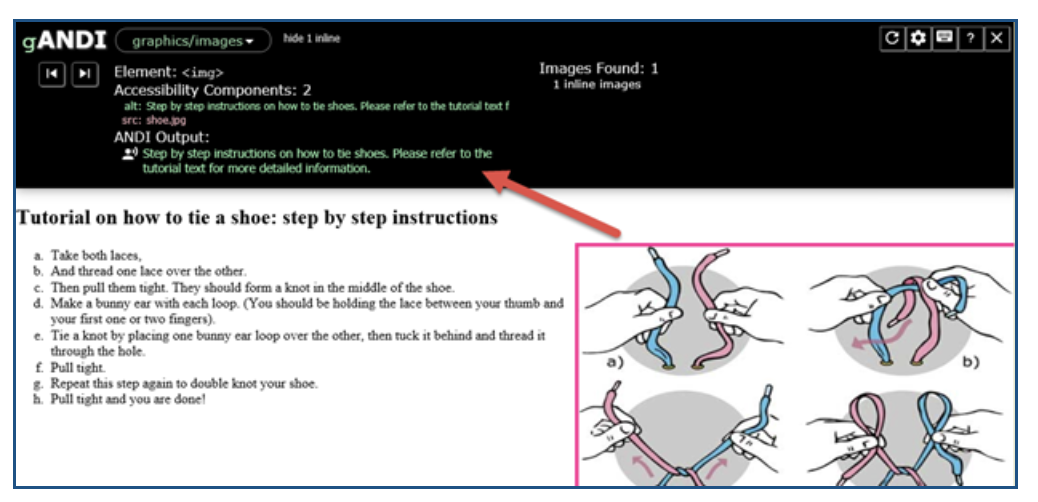 gANDI graphics/images hide 1 inline ?
Element: <img>
Accessibility Components: 2
alt: Step by step instructions on how to tie shoes. Please refer to the tutorial text f
src: shoe.jpg
ANDI Output:
Step by step instructions on how to tie shoes. Please refer to the
tutorial text for more detailed information.
Images Found: 1
1 inline images
Tutorial on how to tie a shoe: step by step instructions
a. Take both laces,
b. And thread one lace over the other.
c. Then pull them tight. They should form a knot in the middle of the shoe.
d. Make a bunny ear with each loop. (You should be holding the lace between your thumb and
your first one or two fingers).
e. Tie a knot by placing one bunny ear loop over the other, then tuck it behind and thread it
through the hole.
f. Pull tight.
g. Repeat this step again to double knot your shoe.
h. Pull tight and you are done!
a)
b)